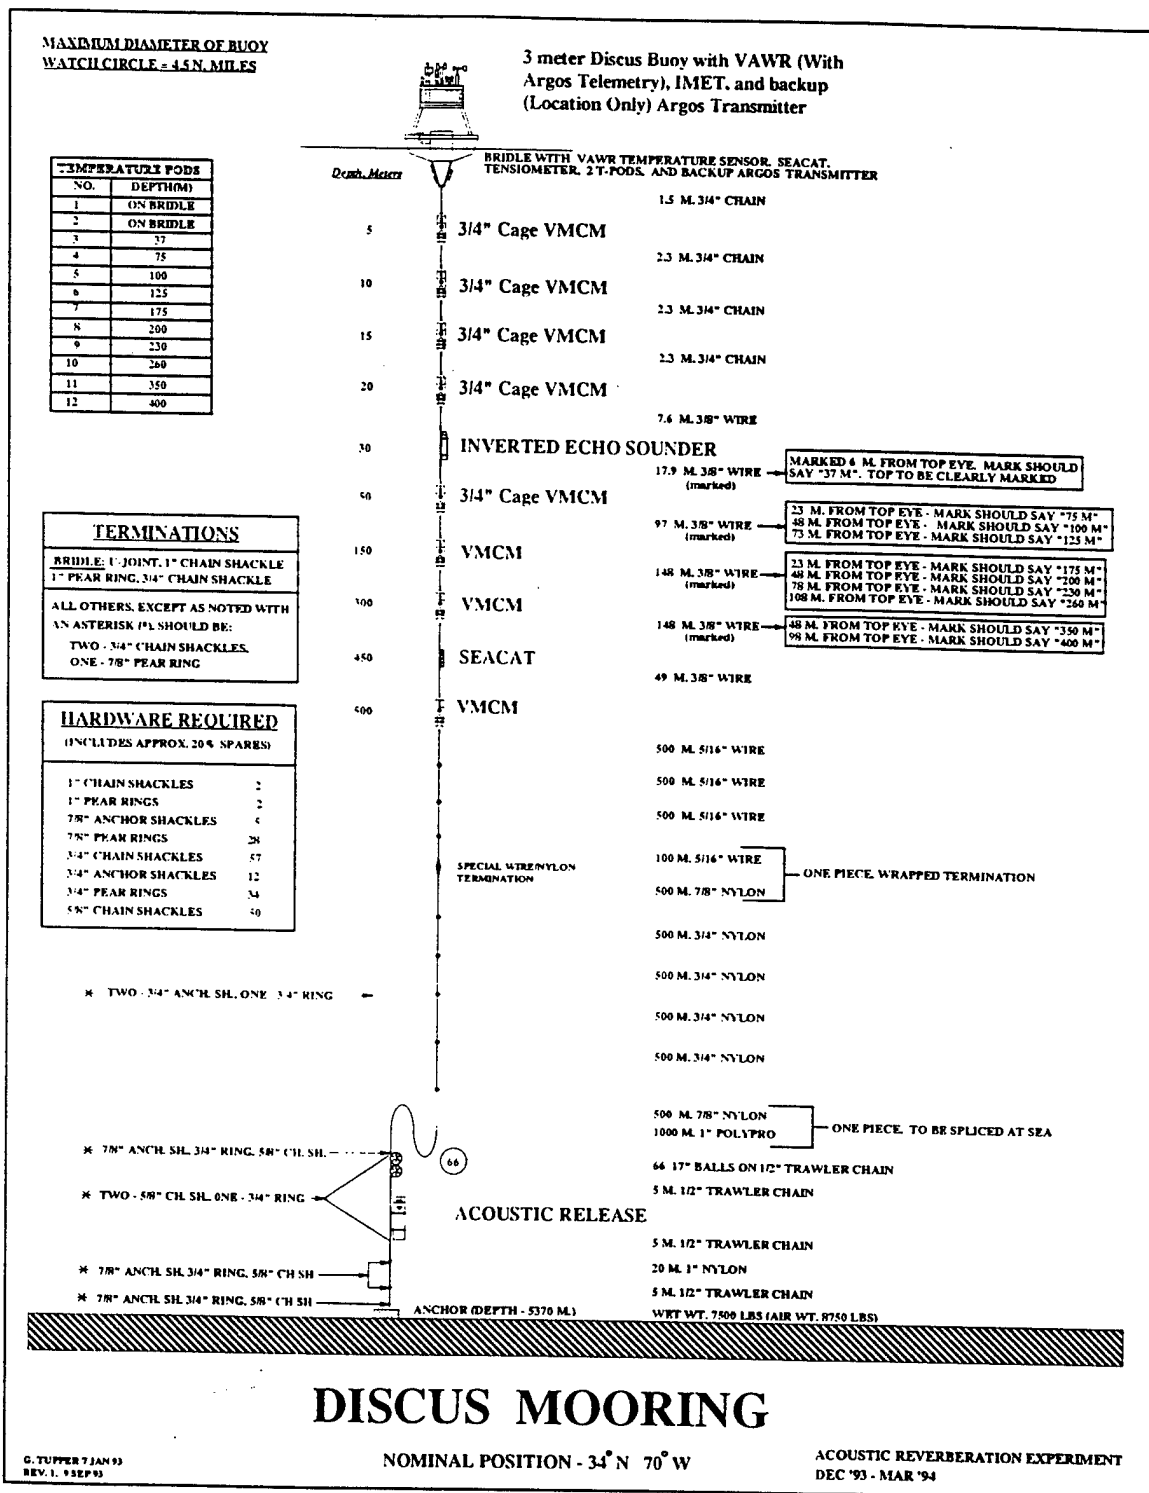 MAXIMUM DIAMETER OF BUOY
WATCH CIRCLE = 4.5 N. MILES
3 meter Discus Buoy with VAWR (With
Argos Telemetry), IMET, and backup
(Location Only) Argos Transmitter
BRIDLE WITH VAWR TEMPERATURE SENSOR, SEACAT,
TENSIOMETER, 2 T-PODS, AND BACKUP ARGOS TRANSMITTER
TEMPERATURE PODS
NO. DEPTH(M)
1 ON BRIDLE
2 ON BRIDLE
3 37
4 75
5 100
6 125
7 175
8 200
9 230
10 260
11 350
12 400
Depth, Meters
1.5 M. 3/4" CHAIN
5 3/4" Cage VMCM
2.3 M. 3/4" CHAIN
10 3/4" Cage VMCM
2.3 M. 3/4" CHAIN
15 3/4" Cage VMCM
2.3 M. 3/4" CHAIN
20 3/4" Cage VMCM
7.6 M. 3/8" WIRE
30 INVERTED ECHO SOUNDER
17.9 M. 3/8" WIRE
(marked)
MARKED 6 M. FROM TOP EYE. MARK SHOULD
SAY "37 M". TOP TO BE CLEARLY MARKED
50 3/4" Cage VMCM
97 M. 3/8" WIRE
(marked)
23 M. FROM TOP EYE - MARK SHOULD SAY "75 M"
48 M. FROM TOP EYE - MARK SHOULD SAY "100 M"
73 M. FROM TOP EYE - MARK SHOULD SAY "125 M"
150 VMCM
148 M. 3/8" WIRE
(marked)
23 M. FROM TOP EYE - MARK SHOULD SAY "175 M"
48 M. FROM TOP EYE - MARK SHOULD SAY "200 M"
78 M. FROM TOP EYE - MARK SHOULD SAY "230 M"
108 M. FROM TOP EYE - MARK SHOULD SAY "260 M"
300 VMCM
148 M. 3/8" WIRE
(marked)
48 M. FROM TOP EYE - MARK SHOULD SAY "350 M"
98 M. FROM TOP EYE - MARK SHOULD SAY "400 M"
450 SEACAT
49 M. 3/8" WIRE
500 VMCM
TERMINATIONS
BRIDLE: U-JOINT, 1" CHAIN SHACKLE
1" PEAR RING, 3/4" CHAIN SHACKLE
ALL OTHERS, EXCEPT AS NOTED WITH
AN ASTERISK (*), SHOULD BE:
TWO - 3/4" CHAIN SHACKLES,
ONE - 7/8" PEAR RING
HARDWARE REQUIRED
(INCLUDES APPROX. 20% SPARES)
1" CHAIN SHACKLES 2
1" PEAR RINGS 2
7/8" ANCHOR SHACKLES 5
7/8" PEAR RINGS 28
3/4" CHAIN SHACKLES 57
3/4" ANCHOR SHACKLES 12
3/4" PEAR RINGS 34
5/8" CHAIN SHACKLES 50
500 M. 5/16" WIRE
500 M. 5/16" WIRE
500 M. 5/16" WIRE
SPECIAL WIRE/NYLON
TERMINATION
100 M. 5/16" WIRE
500 M. 7/8" NYLON
ONE PIECE, WRAPPED TERMINATION
500 M. 3/4" NYLON
500 M. 3/4" NYLON
* TWO - 3/4" ANCH. SH., ONE 3/4" RING
500 M. 3/4" NYLON
500 M. 3/4" NYLON
500 M. 7/8" NYLON
1000 M. 1" POLYPRO
ONE PIECE, TO BE SPLICED AT SEA
* 7/8" ANCH. SH., 3/4" RING, 5/8" CH. SH.
66
66 17" BALLS ON 1/2" TRAWLER CHAIN
* TWO - 5/8" CH. SH., ONE - 3/4" RING
5 M. 1/2" TRAWLER CHAIN
ACOUSTIC RELEASE
5 M. 1/2" TRAWLER CHAIN
* 7/8" ANCH. SH. 3/4" RING, 5/8" CH SH
20 M. 1" NYLON
* 7/8" ANCH. SH. 3/4" RING, 5/8" CH SH
5 M. 1/2" TRAWLER CHAIN
ANCHOR (DEPTH - 5370 M.)
WET WT. 7500 LBS (AIR WT. 8750 LBS)
DISCUS MOORING
NOMINAL POSITION - 34° N 70° W
G. TUPPER 7 JAN 93
REV. 1. 9 SEP 93
ACOUSTIC REVERBERATION EXPERIMENT
DEC '93 - MAR '94